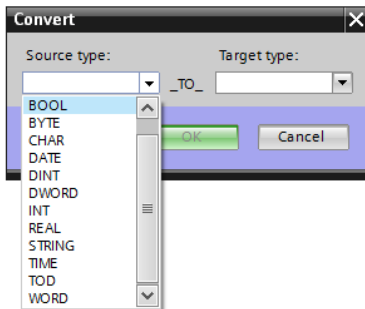 Convert
Source type:
Target type:
_TO_
BOOL
BYTE
CHAR
DATE
DINT
DWORD
INT
REAL
STRING
TIME
TOD
WORD
OK
Cancel